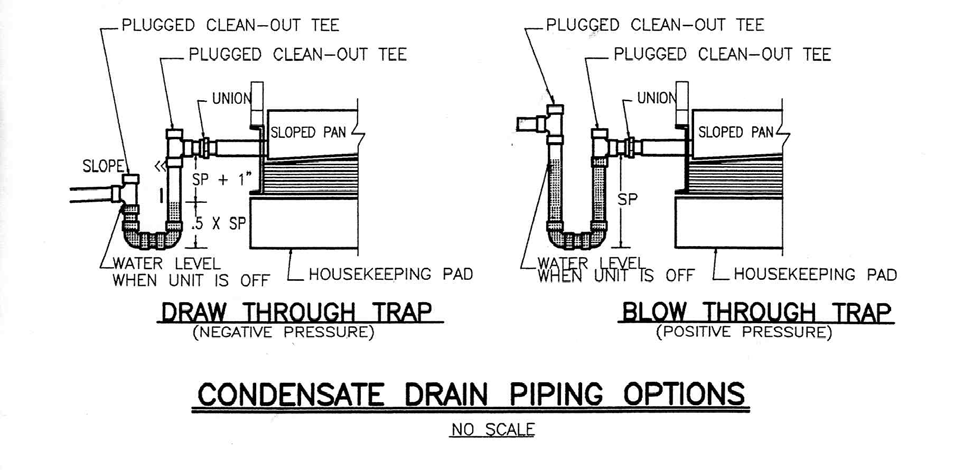 PLUGGED CLEAN-OUT TEE
PLUGGED CLEAN-OUT TEE
UNION
SLOPED PAN
SLOPE
SP + 1"
.5 X SP
WATER LEVEL
WHEN UNIT IS OFF
HOUSEKEEPING PAD
DRAW THROUGH TRAP
(NEGATIVE PRESSURE)
PLUGGED CLEAN-OUT TEE
PLUGGED CLEAN-OUT TEE
UNION
SLOPED PAN
SP
WATER LEVEL
WHEN UNIT IS OFF
HOUSEKEEPING PAD
BLOW THROUGH TRAP
(POSITIVE PRESSURE)
CONDENSATE DRAIN PIPING OPTIONS
NO SCALE